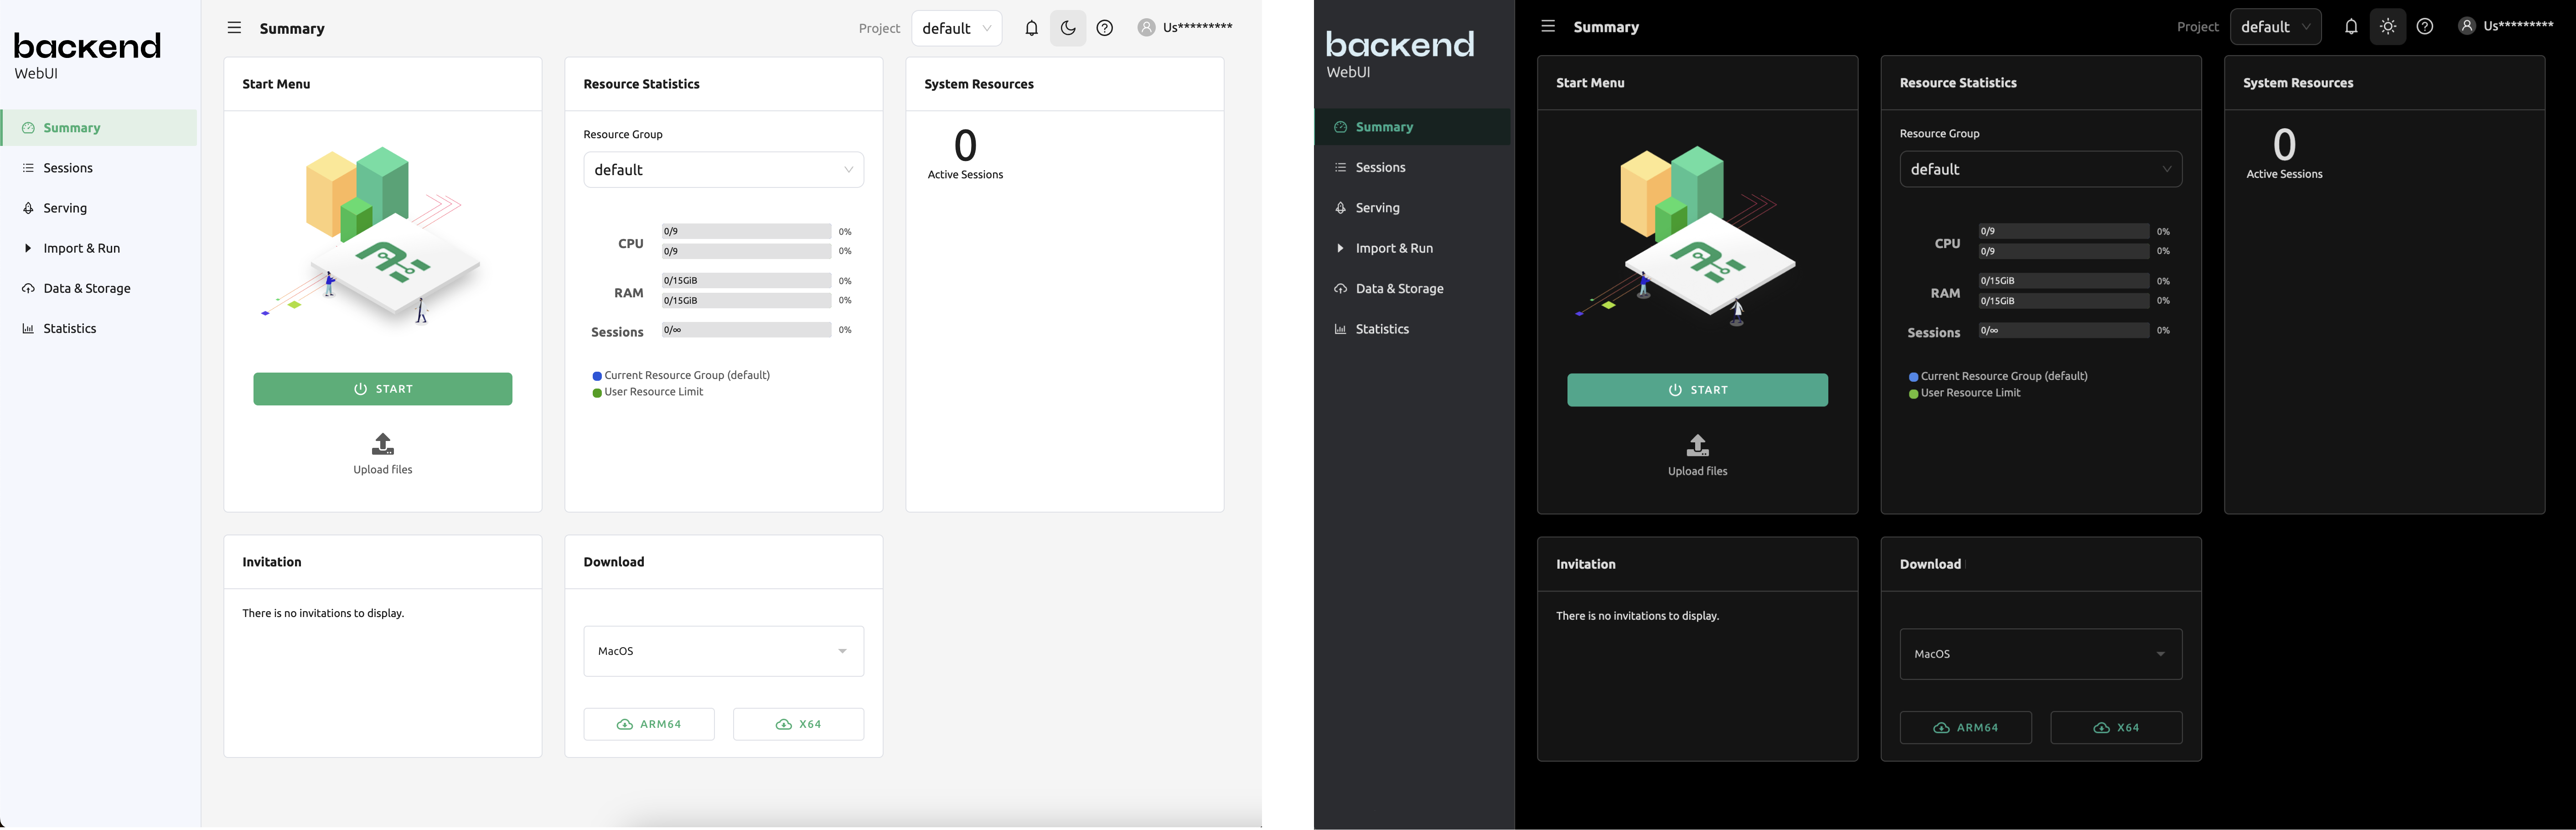 backend
WebUI
Summary
Sessions
Serving
Import & Run
Data & Storage
Statistics
Summary
Project
default
Us*********
Start Menu
START
Upload files
Resource Statistics
Resource Group
default
CPU
0/9
0%
0/9
0%
RAM
0/15GiB
0%
0/15GiB
0%
Sessions
0/∞
0%
Current Resource Group (default)
User Resource Limit
System Resources
0
Active Sessions
Invitation
There is no invitations to display.
Download
MacOS
ARM64
X64
backend
WebUI
Summary
Sessions
Serving
Import & Run
Data & Storage
Statistics
Summary
Project
default
Us*********
Start Menu
START
Upload files
Resource Statistics
Resource Group
default
CPU
0/9
0%
0/9
0%
RAM
0/15GiB
0%
0/15GiB
0%
Sessions
0/∞
0%
Current Resource Group (default)
User Resource Limit
System Resources
0
Active Sessions
Invitation
There is no invitations to display.
Download
MacOS
ARM64
X64